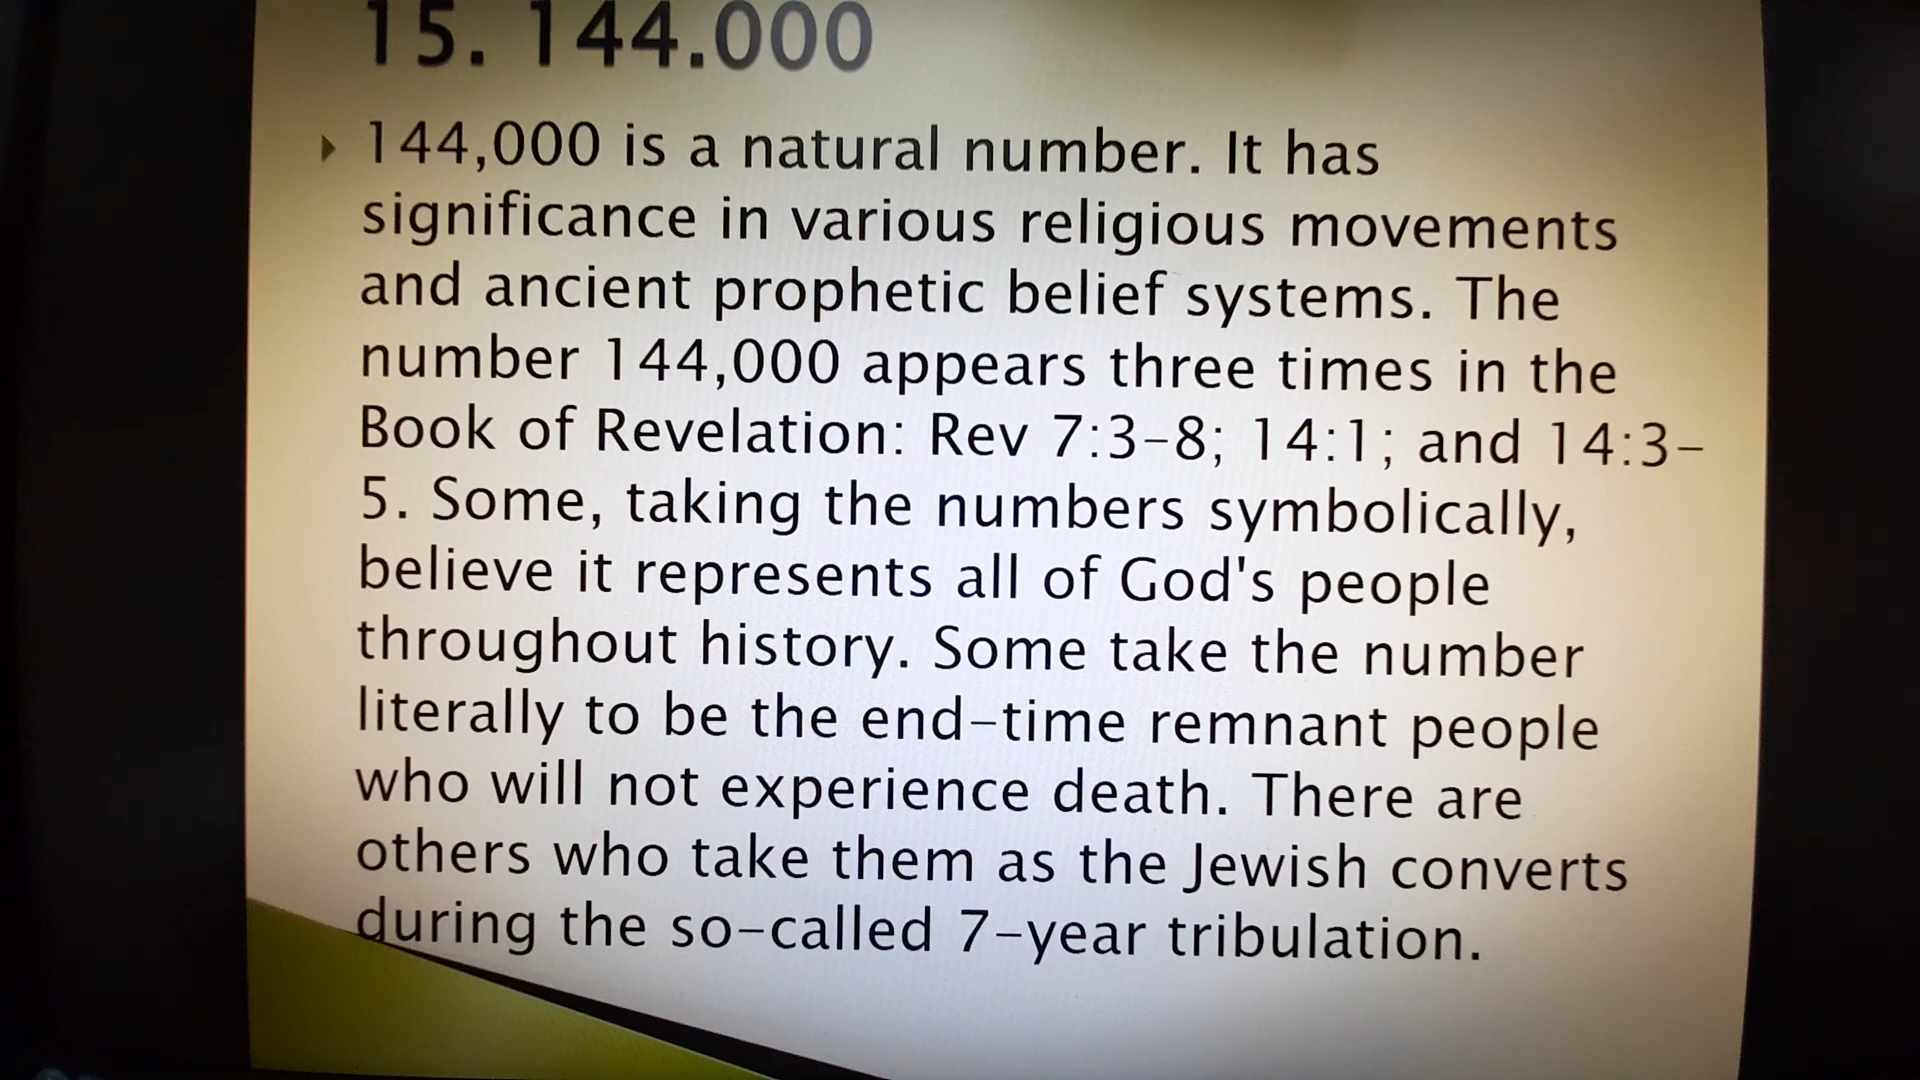 15. 144.000
144,000 is a natural number. It has
significance in various religious movements
and ancient prophetic belief systems. The
number 144,000 appears three times in the
Book of Revelation: Rev 7:3-8; 14:1; and 14:3-
5. Some, taking the numbers symbolically,
believe it represents all of God's people
throughout history. Some take the number
literally to be the end-time remnant people
who will not experience death. There are
others who take them as the Jewish converts
during the so-called 7-year tribulation.